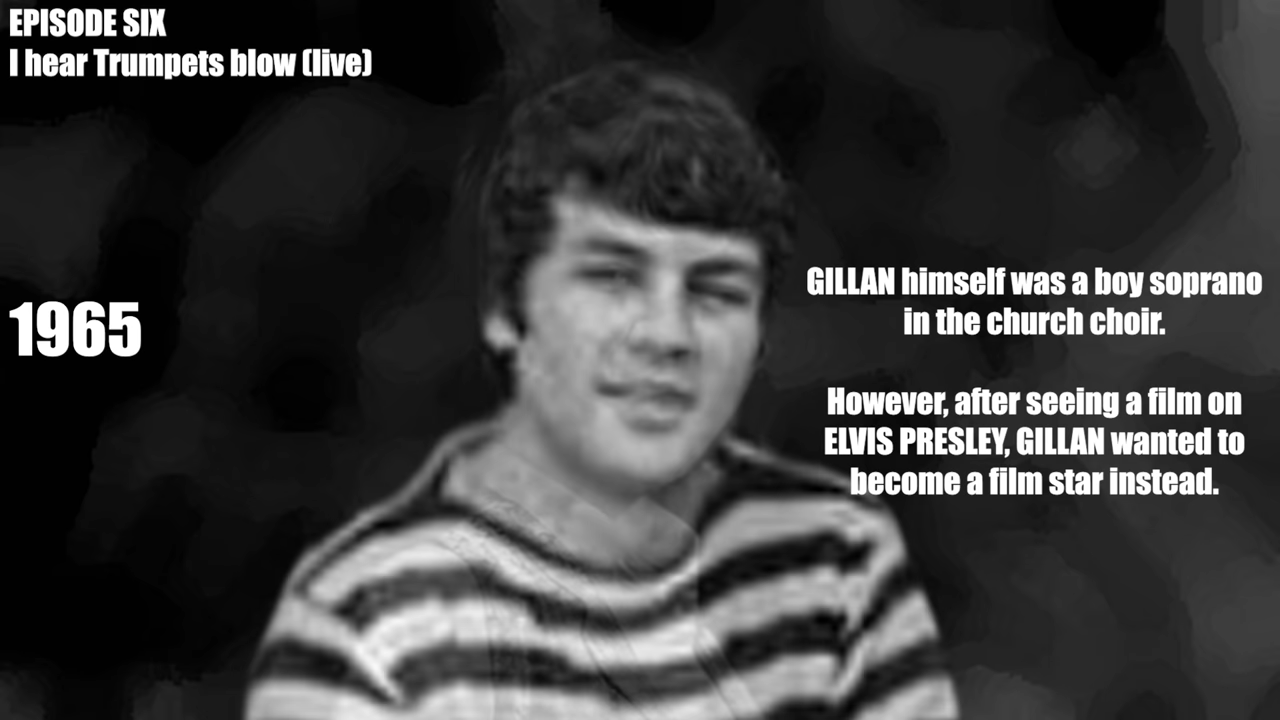 EPISODE SIX
I hear Trumpets blow (live)
1965
GILLAN himself was a boy soprano
in the church choir.
However, after seeing a film on
ELVIS PRESLEY, GILLAN wanted to
become a film star instead.